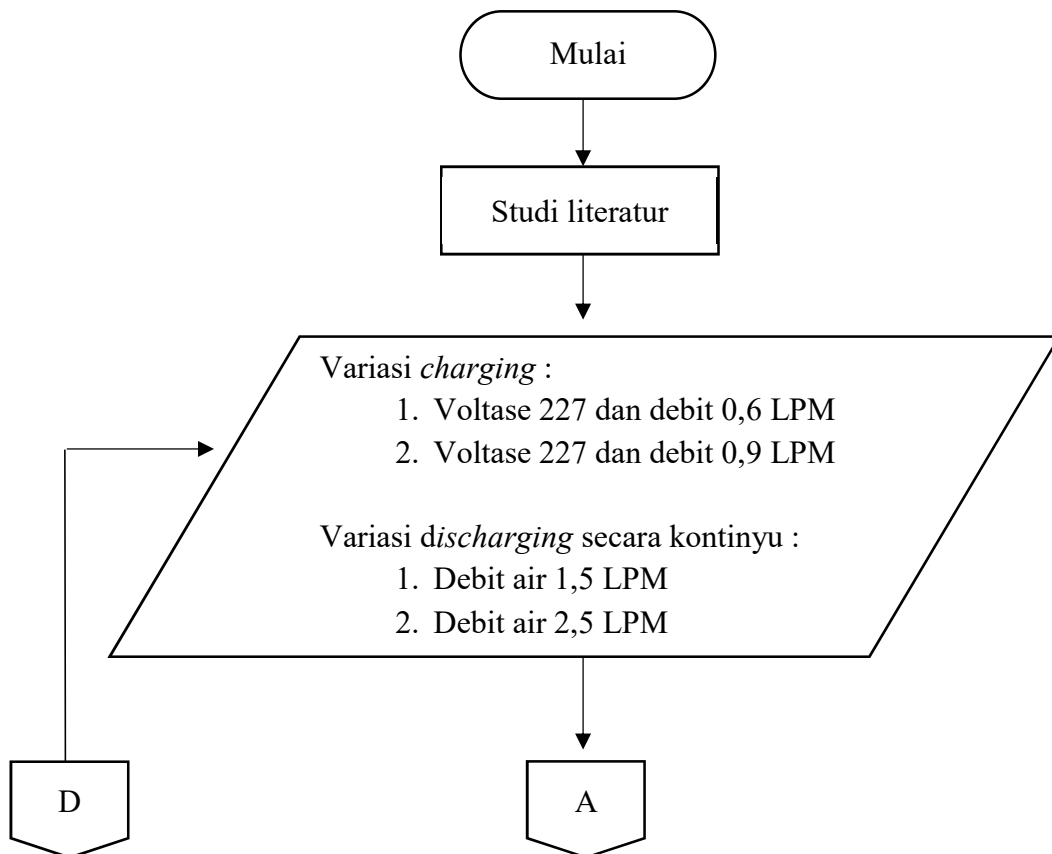 Mulai
Studi literatur
Variasi charging :
1. Voltase 227 dan debit 0,6 LPM
2. Voltase 227 dan debit 0,9 LPM
Variasi discharging secara kontinyu :
1. Debit air 1,5 LPM
2. Debit air 2,5 LPM
D
A